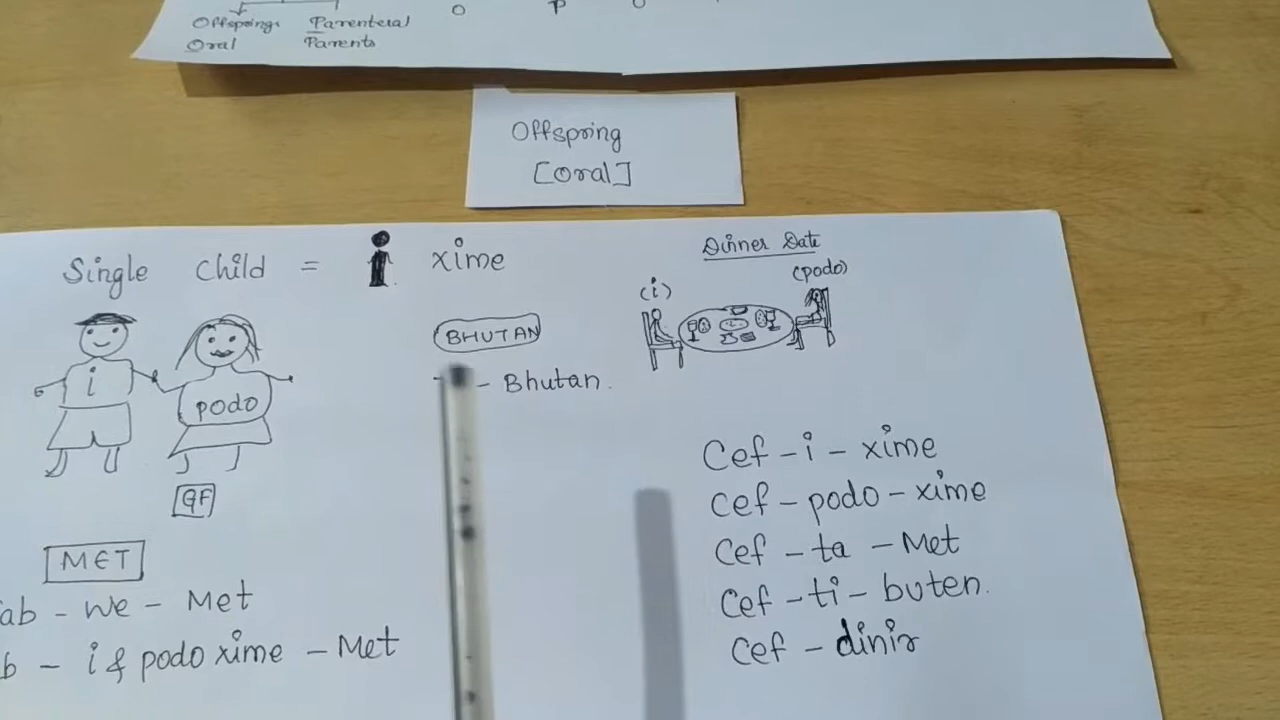 Offspring Parenteral
Oral Parents
O P O
Offspring
[Oral]
Single Child = xime
Dinner Date
(i)
(podo)
BHUTAN
- Bhutan.
i
podo
GF
MET
ab - We - Met
b - i & podo xime - Met
Cef - i - xime
Cef - podo - xime
Cef - ta - Met
Cef - ti - buten.
Cef - dinir